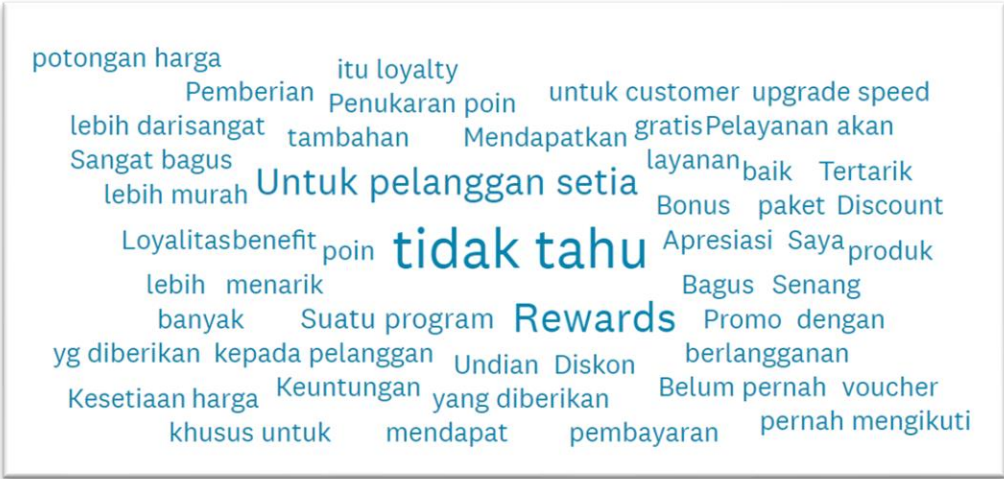 potongan harga
itu loyalty
Pemberian
Penukaran poin
untuk customer
upgrade speed
lebih darisangat
tambahan
Mendapatkan
gratis
Pelayanan akan
Sangat bagus
layanan
baik
Tertarik
lebih murah
Untuk pelanggan setia
Bonus
paket
Discount
Loyalitas
benefit
poin
tidak tahu
Apresiasi
Saya
produk
lebih
menarik
Bagus
Senang
banyak
Suatu program
Rewards
Promo
dengan
yg diberikan
kepada pelanggan
Undian
Diskon
berlangganan
Kesetiaan
harga
Keuntungan
yang diberikan
Belum pernah
voucher
khusus untuk
mendapat
pembayaran
pernah mengikuti